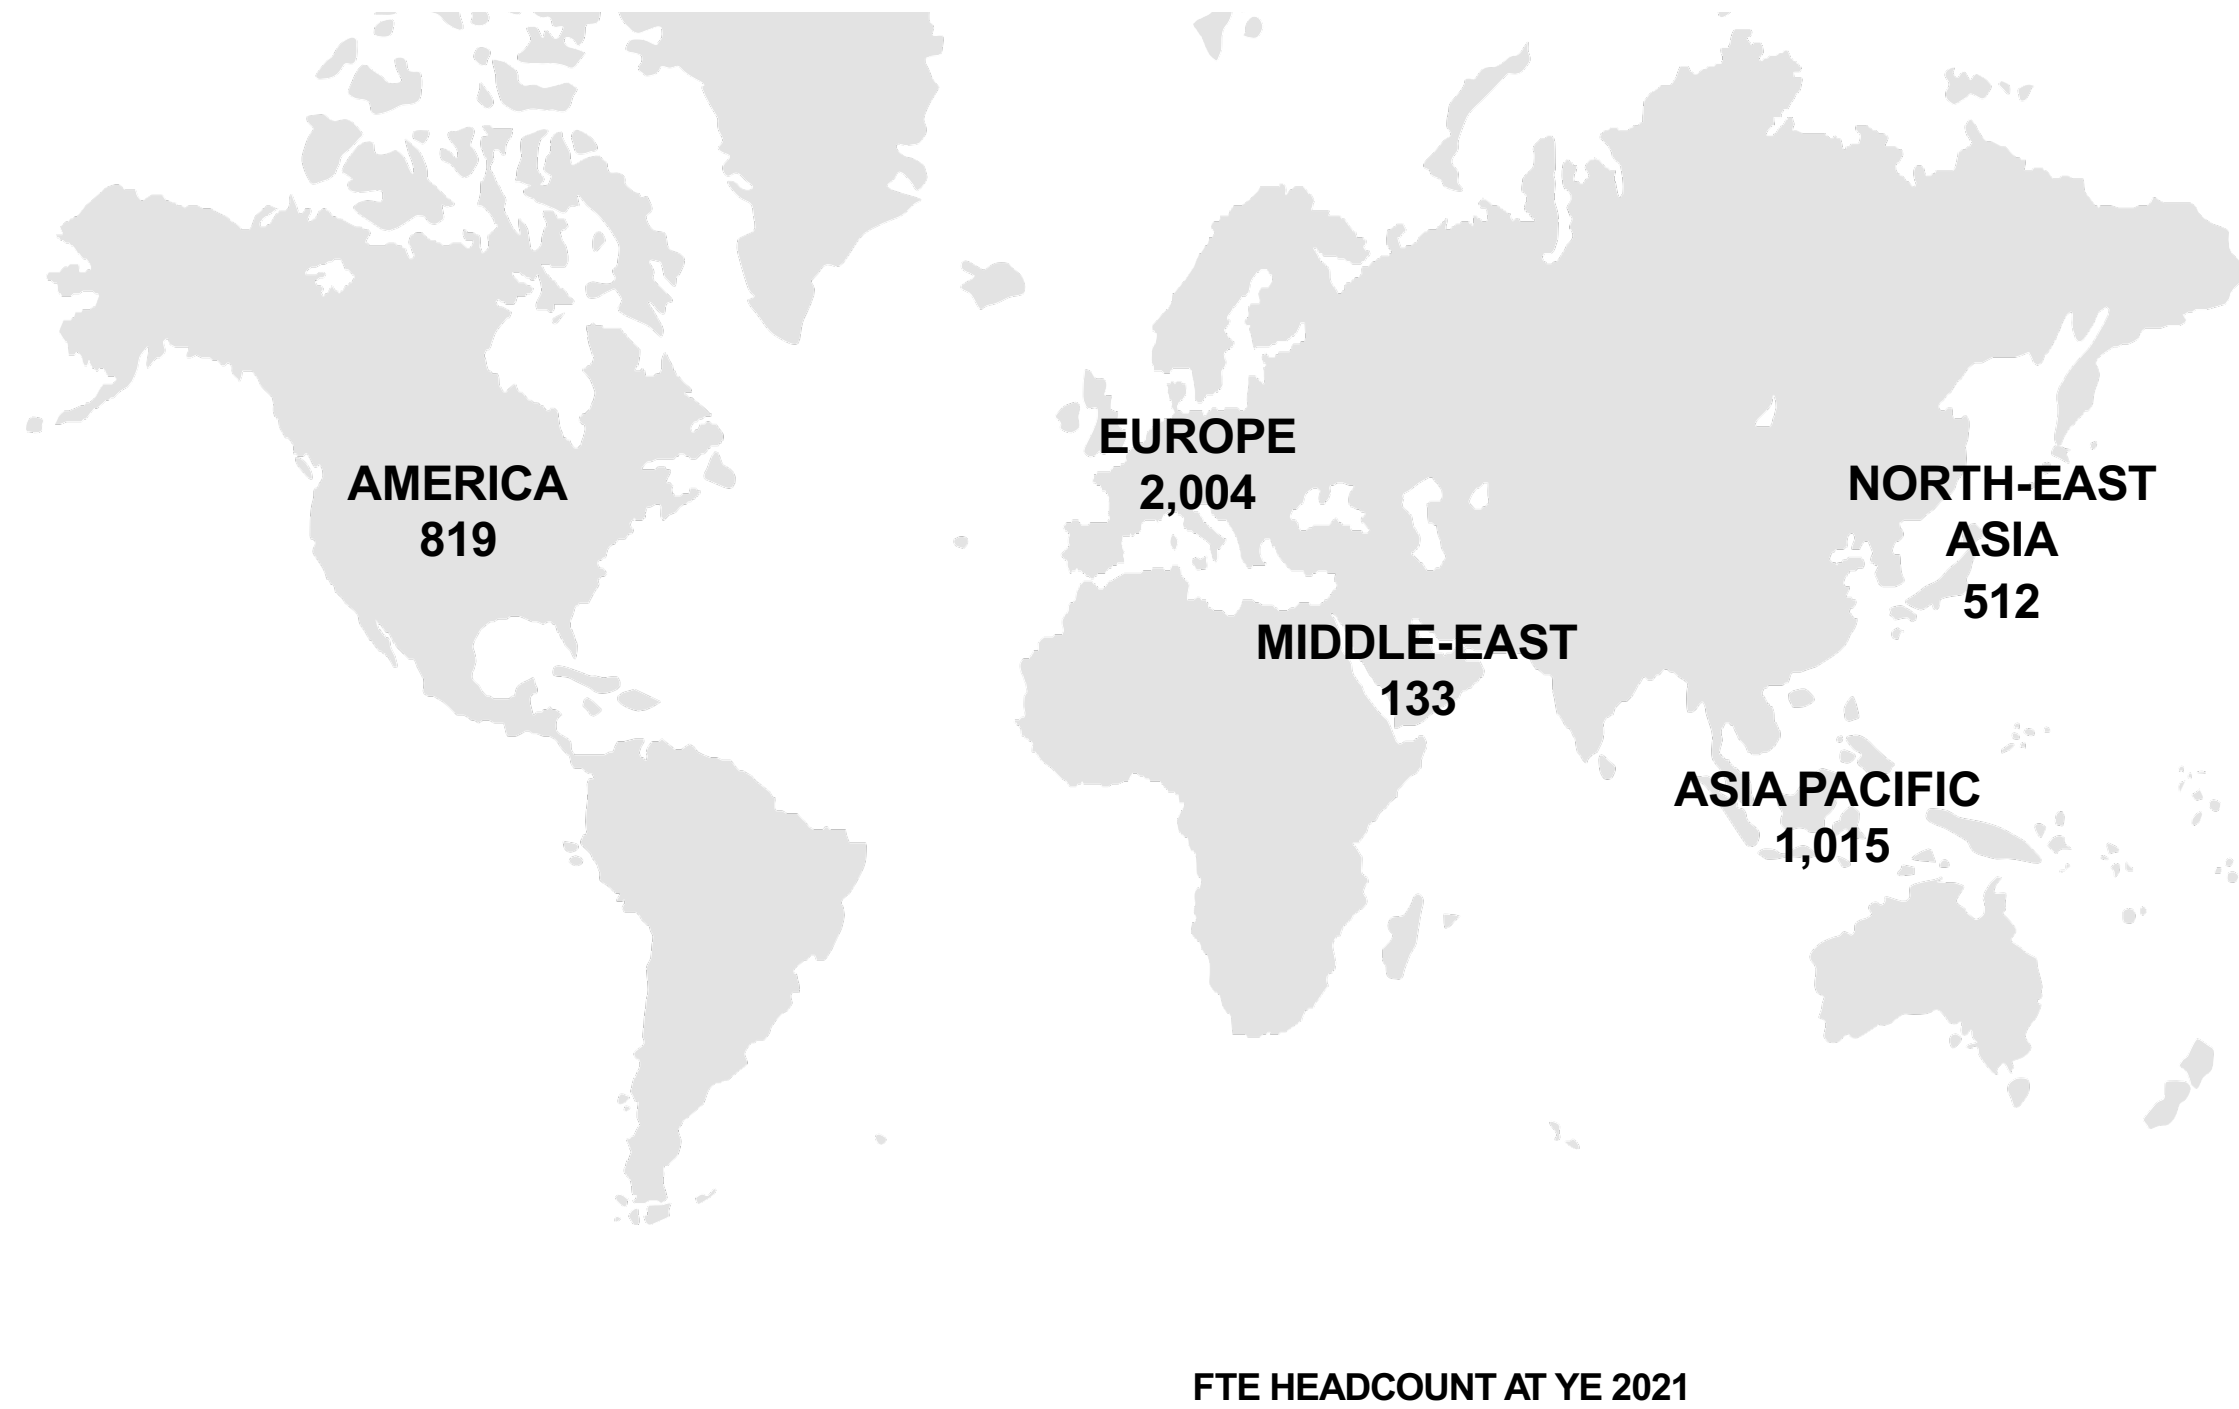 EUROPE
2,004
AMERICA
819
NORTH-EAST
ASIA
512
MIDDLE-EAST
133
ASIA PACIFIC
1,015
FTE HEADCOUNT AT YE 2021